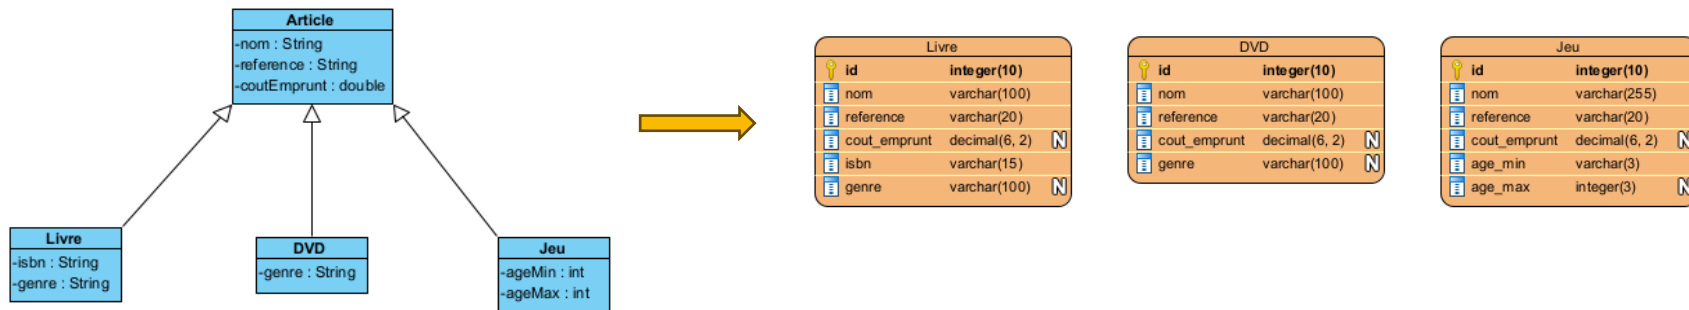 Article
-nom : String
-reference : String
-coutEmprunt : double
Livre
-isbn : String
-genre : String
DVD
-genre : String
Jeu
-ageMin : int
-ageMax : int
Livre
id integer(10)
nom varchar(100)
reference varchar(20)
cout_emprunt decimal(6, 2) N
isbn varchar(15)
genre varchar(100) N
DVD
id integer(10)
nom varchar(100)
reference varchar(20)
cout_emprunt decimal(6, 2) N
genre varchar(100) N
Jeu
id integer(10)
nom varchar(255)
reference varchar(20)
cout_emprunt decimal(6, 2) N
age_min varchar(3)
age_max integer(3) N